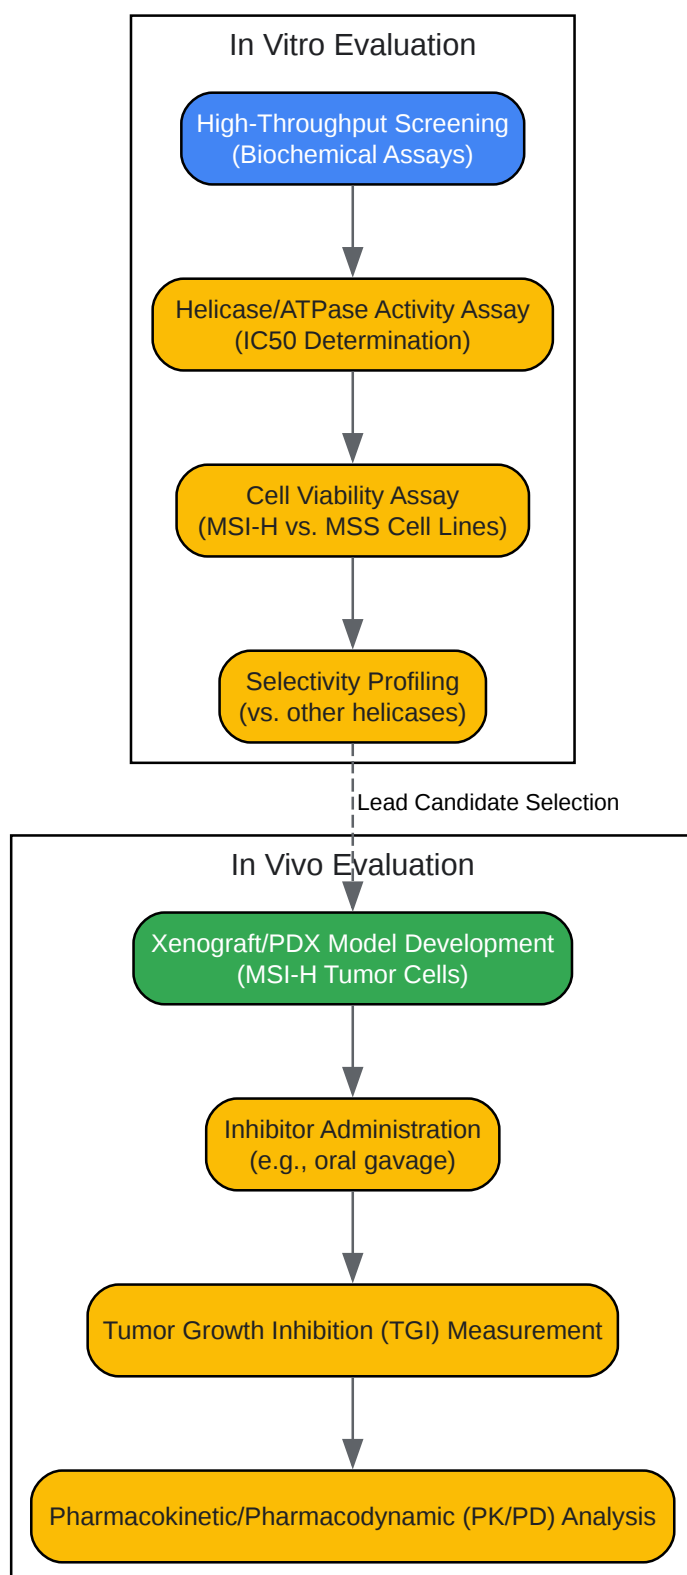 In Vitro Evaluation
High-Throughput Screening
(Biochemical Assays)
Helicase/ATPase Activity Assay
(IC50 Determination)
Cell Viability Assay
(MSI-H vs. MSS Cell Lines)
Selectivity Profiling
(vs. other helicases)
Lead Candidate Selection
In Vivo Evaluation
Xenograft/PDX Model Development
(MSI-H Tumor Cells)
Inhibitor Administration
(e.g., oral gavage)
Tumor Growth Inhibition (TGI) Measurement
Pharmacokinetic/Pharmacodynamic (PK/PD) Analysis